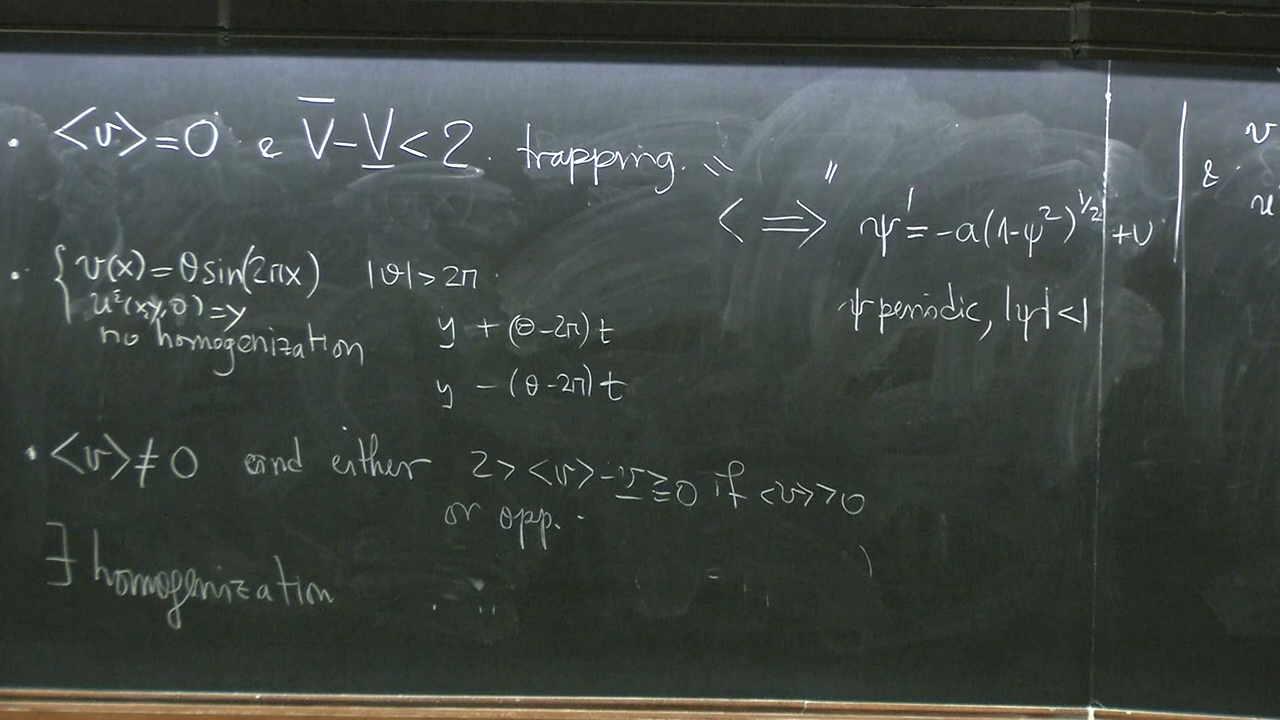 • <v> = 0 e V̅ - V̲ < 2. trapping. " "
<=> ψ' = -a(1-ψ²)^{1/2} + v
ψ periodic, |ψ| < 1
• { v(x) = θ sin(2πx) |θ| > 2π.
u^ε(x,y,0) = y
no homogenization
y + (θ-2π)t
y - (θ-2π)t
• <v> ≠ 0 and either 2 > <v> - v̲ ≥ 0 if <v> > 0
or opp.
∃ homogenization
v
&
u